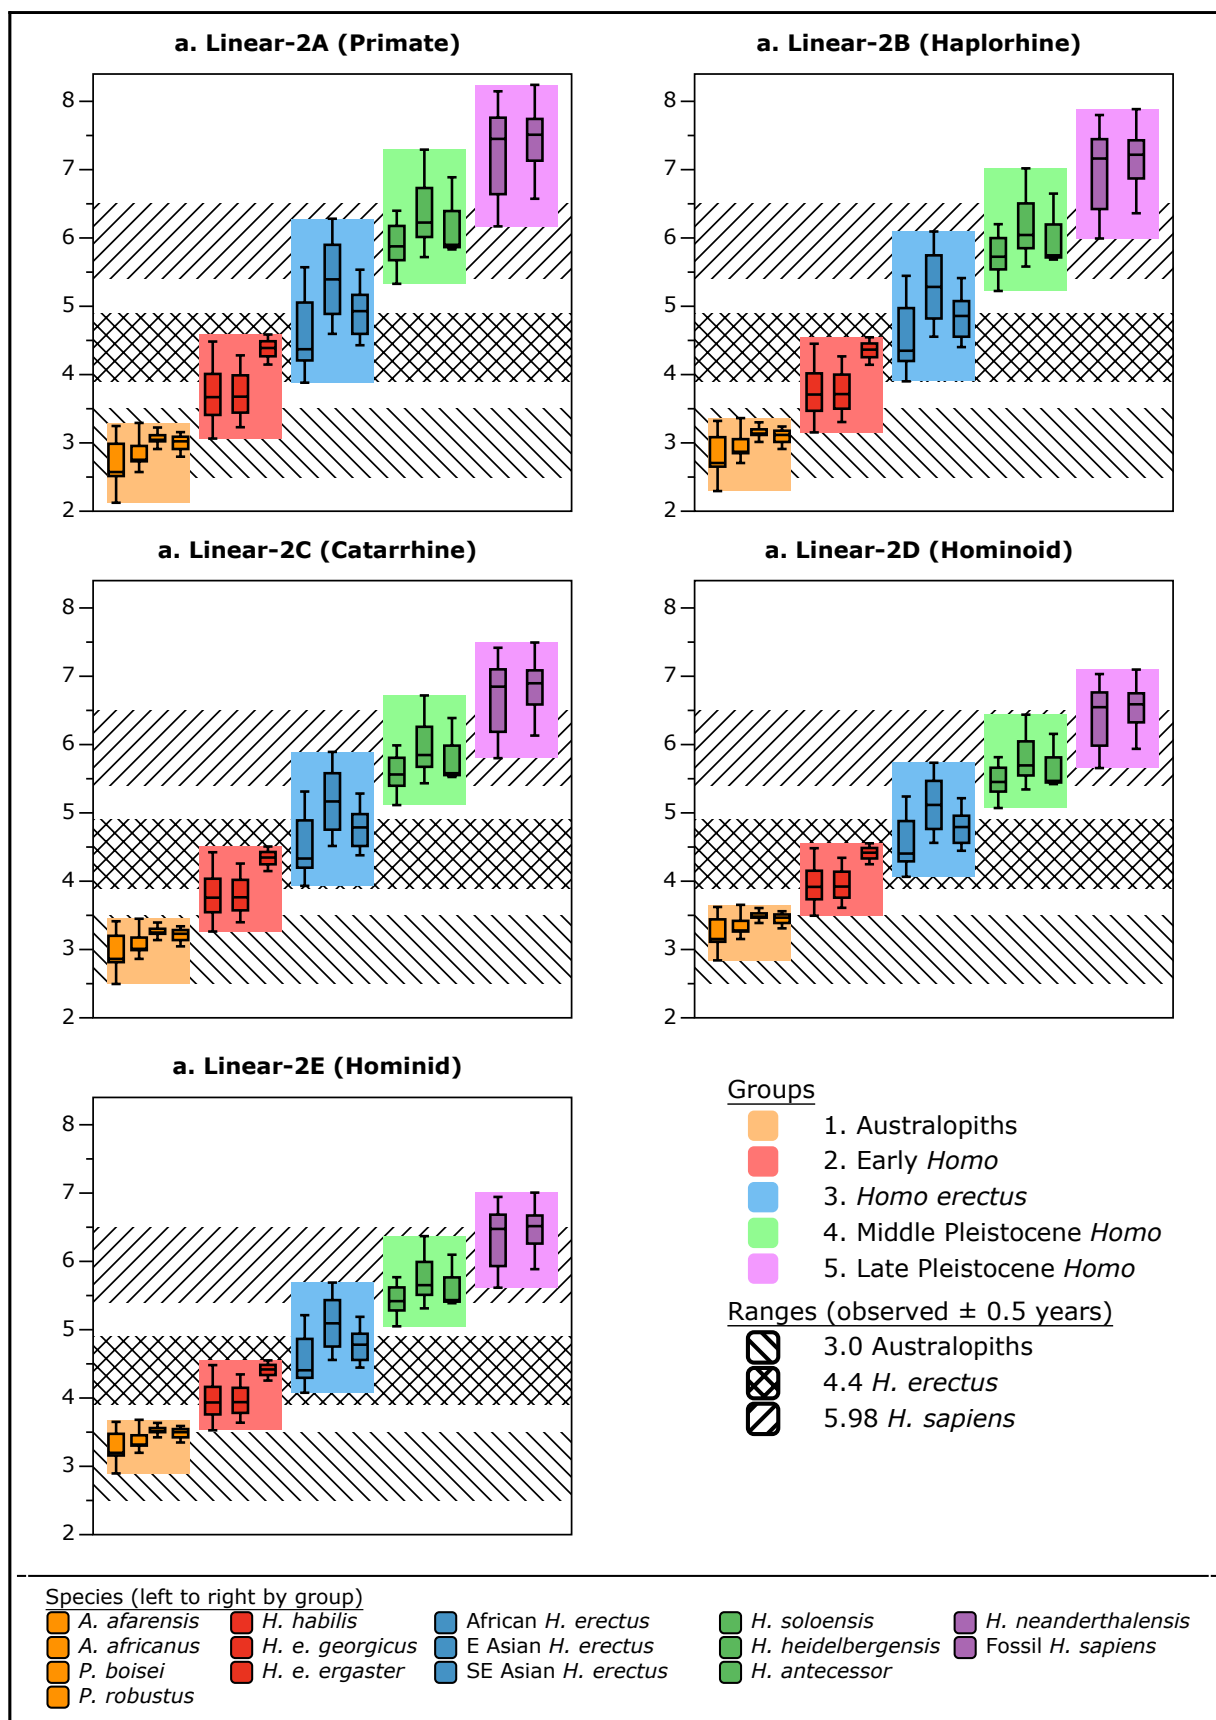 a. Linear-2A (Primate)
8
7
6
5
4
3
2
a. Linear-2B (Haplorhine)
8
7
6
5
4
3
2
a. Linear-2C (Catarrhine)
8
7
6
5
4
3
2
a. Linear-2D (Hominoid)
8
7
6
5
4
3
2
a. Linear-2E (Hominid)
8
7
6
5
4
3
2
Groups
1. Australopiths
2. Early Homo
3. Homo erectus
4. Middle Pleistocene Homo
5. Late Pleistocene Homo
Ranges (observed ± 0.5 years)
3.0 Australopiths
4.4 H. erectus
5.98 H. sapiens
Species (left to right by group)
A. afarensis
A. africanus
P. boisei
P. robustus
H. habilis
H. e. georgicus
H. e. ergaster
African H. erectus
E Asian H. erectus
SE Asian H. erectus
H. soloensis
H. heidelbergensis
H. antecessor
H. neanderthalensis
Fossil H. sapiens